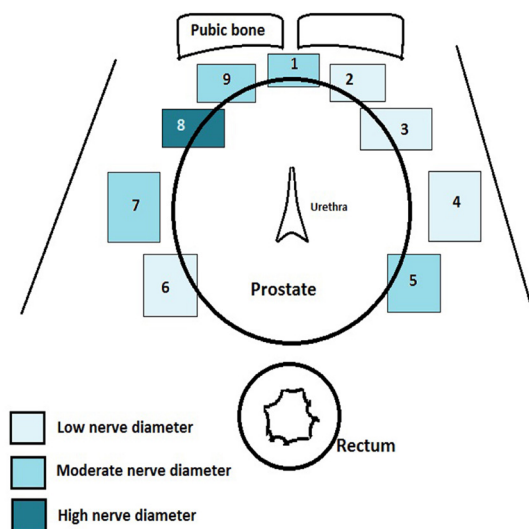 Pubic bone
1
9
2
8
3
7
4
Urethra
6
5
Prostate
Low nerve diameter
Moderate nerve diameter
High nerve diameter
Rectum